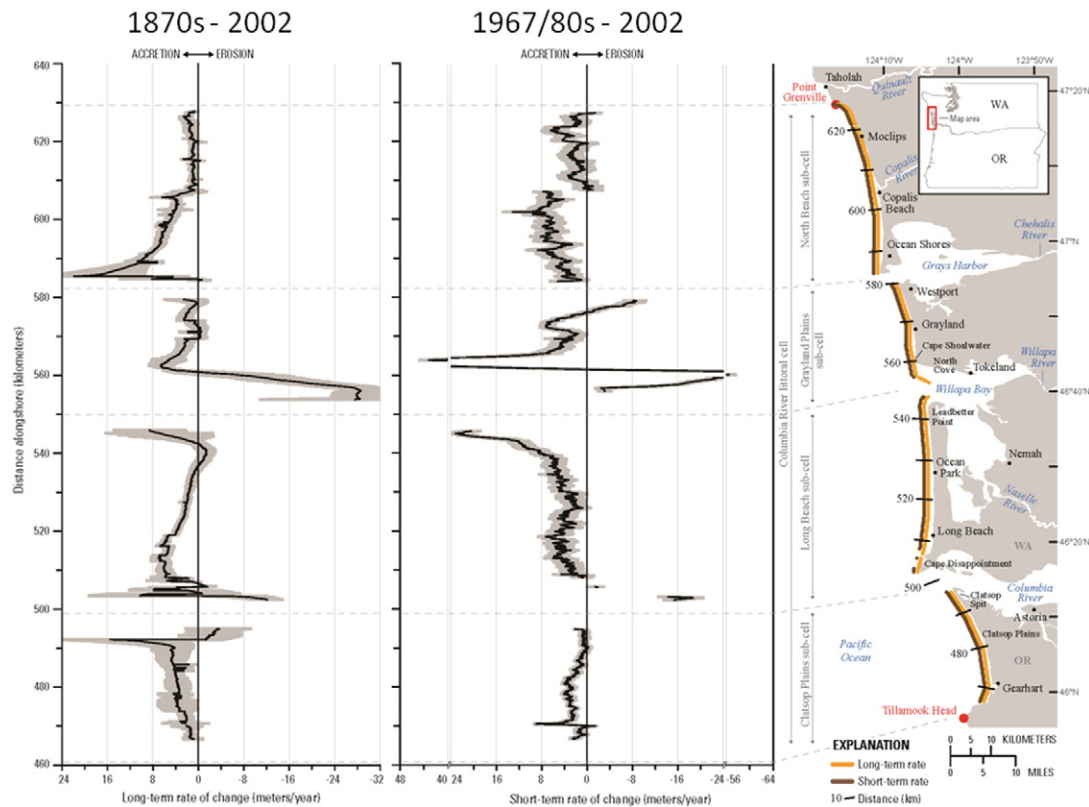 1870s - 2002
1967/80s - 2002
ACCRETION EROSION
ACCRETION EROSION
640
620
600
580
560
540
520
500
480
460
Distance alongshore (kilometers)
24 16 8 0 -8 -16 -24 -32
Long-term rate of change (meters/year)
48 40 24 16 8 0 -8 -16 -24 -56 -64
Short-term rate of change (meters/year)
Columbia River littoral cell
North Beach sub-cell
Grayland Plains
sub-cell
Long Beach sub-cell
Clatsop Plains sub-cell
124°10'
124°W
123°50'
47°20'N
47°N
46°40'N
46°20'N
46°N
Taholah
Point
Grenville
Quinault
River
WA
Map area
OR
620
Moclips
Copalis
River
Copalis
Beach
600
Ocean Shores
Chehalis
River
Grays Harbor
580
Westport
Grayland
Cape Shoalwater
560
North
Cove
Tokeland
Willapa
River
Willapa Bay
540
Leadbetter
Point
Ocean
Park
Nemah
Naselle
River
520
Long Beach
WA
Cape Disappointment
500
Columbia
River
Clatsop
Spit
Astoria
Clatsop Plains
480
OR
Pacific
Ocean
Gearhart
Tillamook Head
EXPLANATION
Long-term rate
Short-term rate
10 Distance (km)
0 5 10 KILOMETERS
0 5 10 MILES